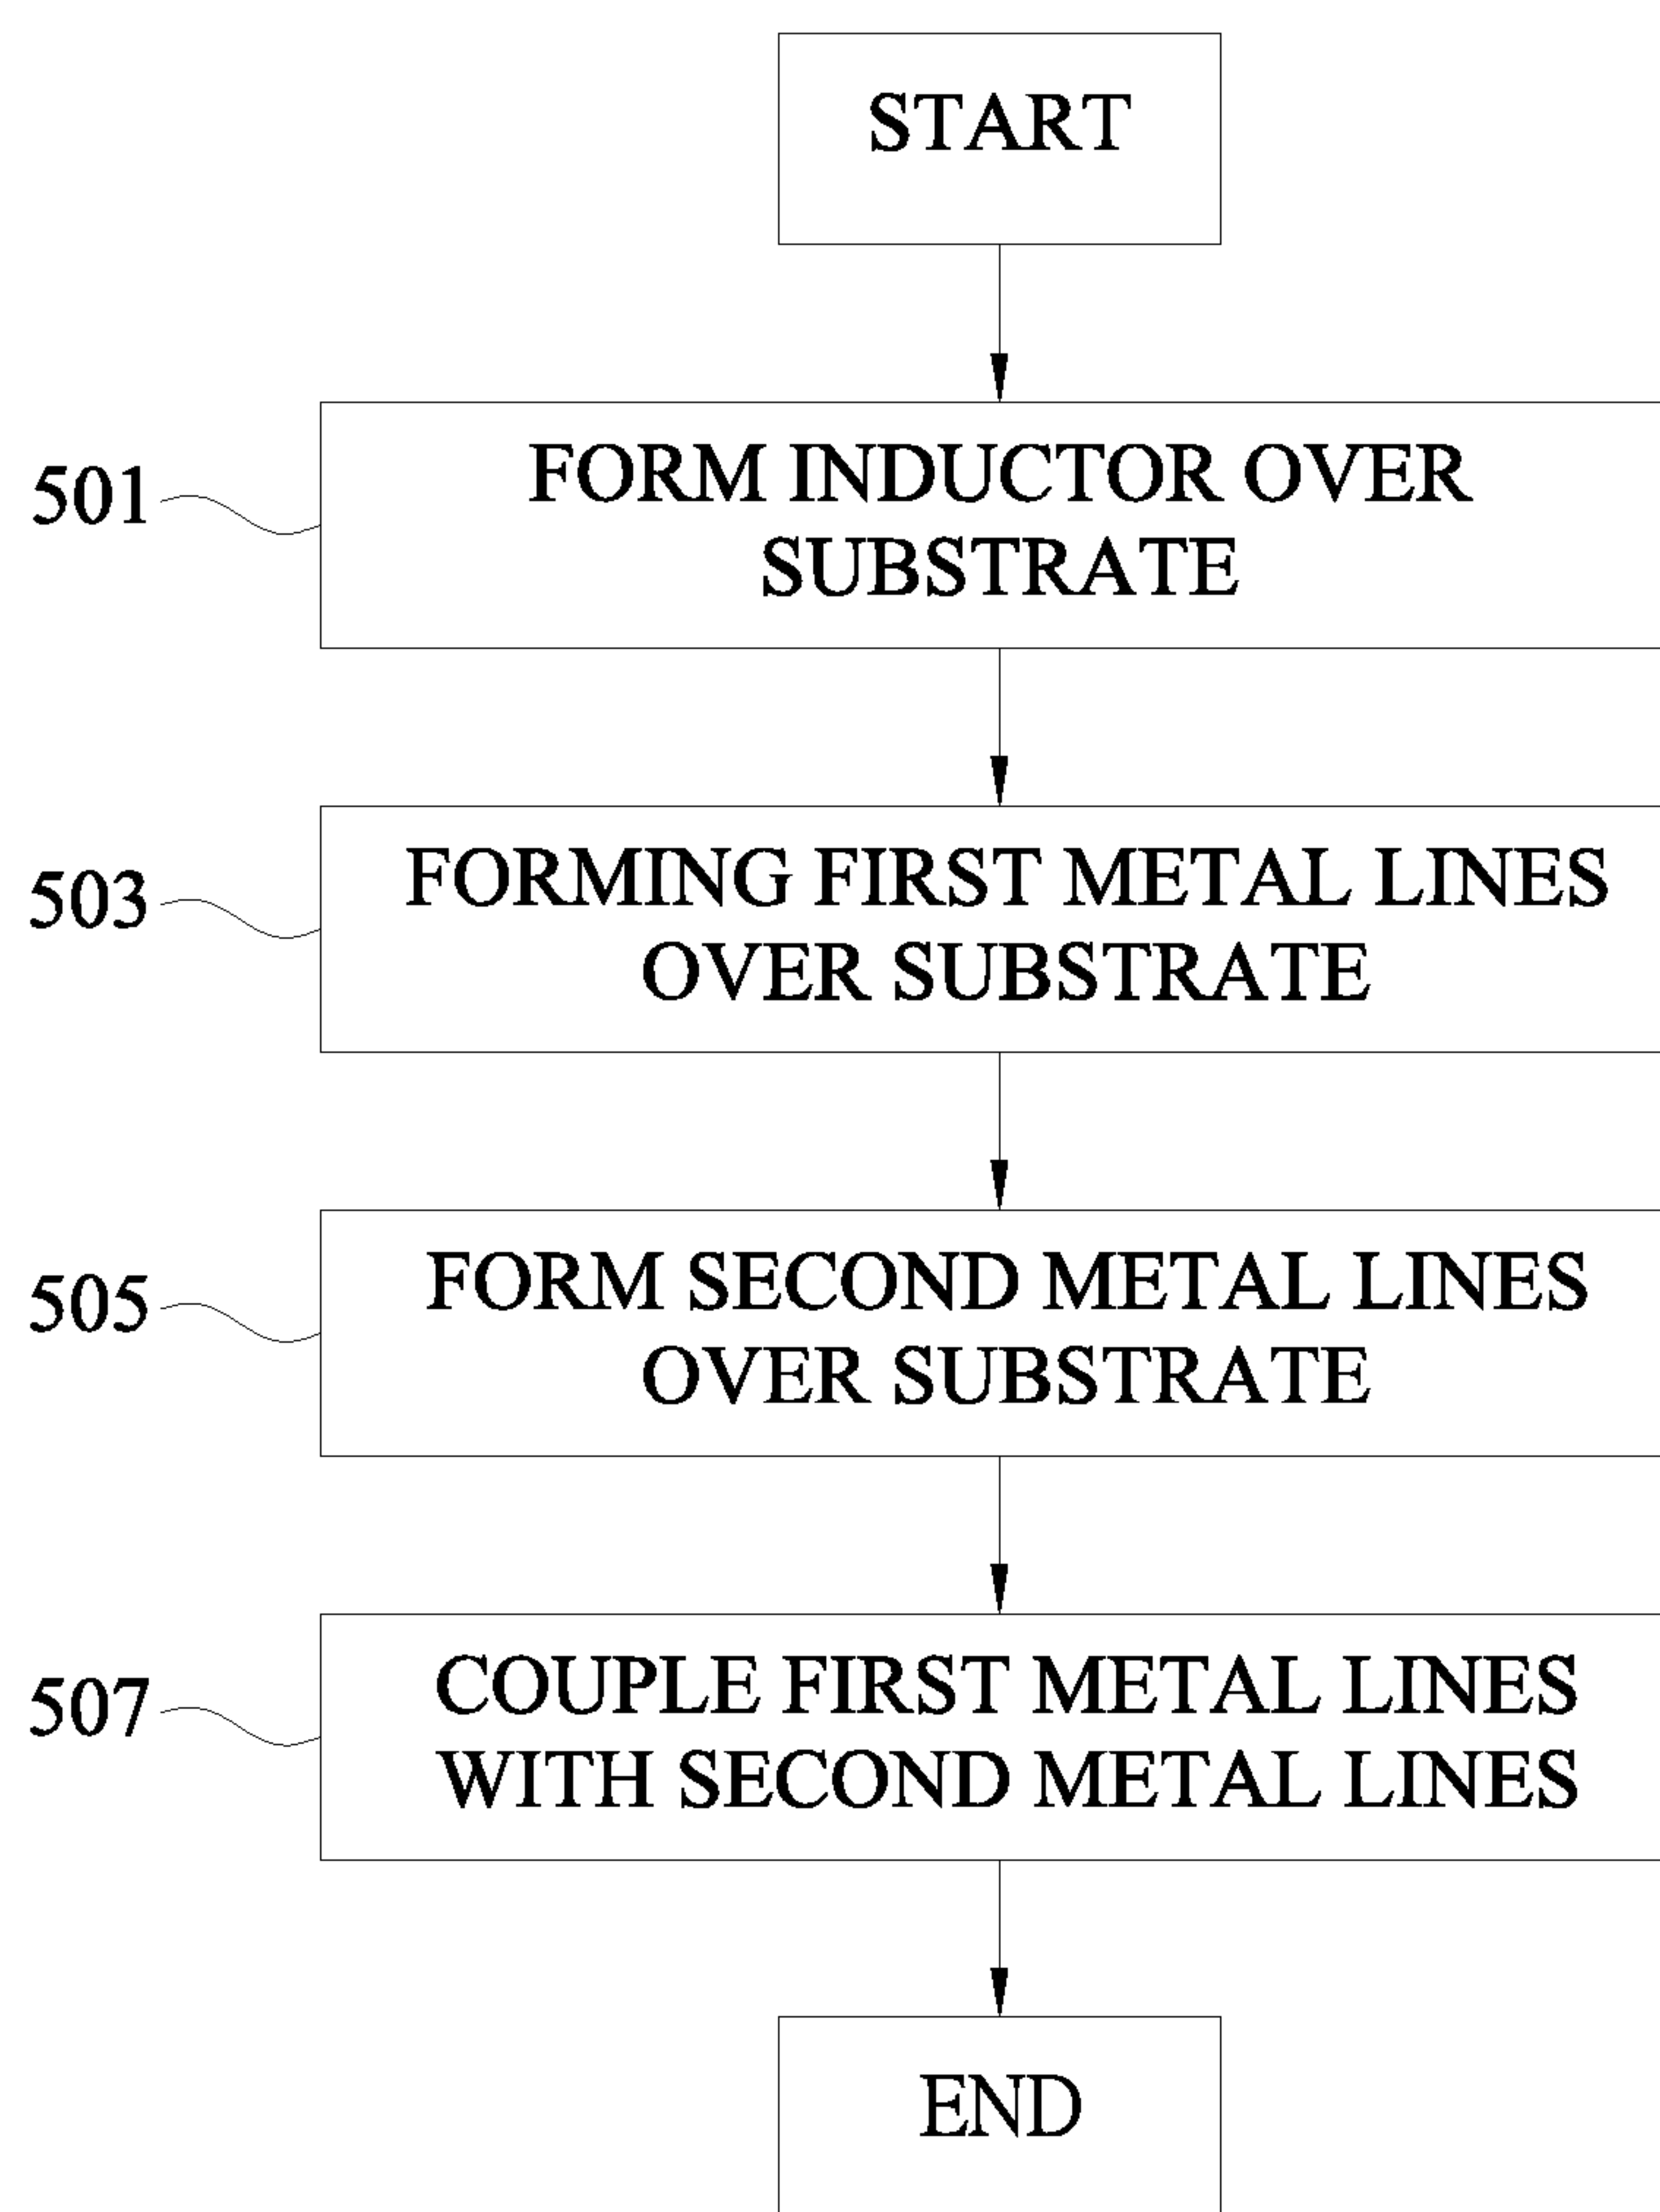 START
501
FORM INDUCTOR OVER
SUBSTRATE
503
FORMING FIRST METAL LINES
OVER SUBSTRATE
505
FORM SECOND METAL LINES
OVER SUBSTRATE
507
COUPLE FIRST METAL LINES
WITH SECOND METAL LINES
END